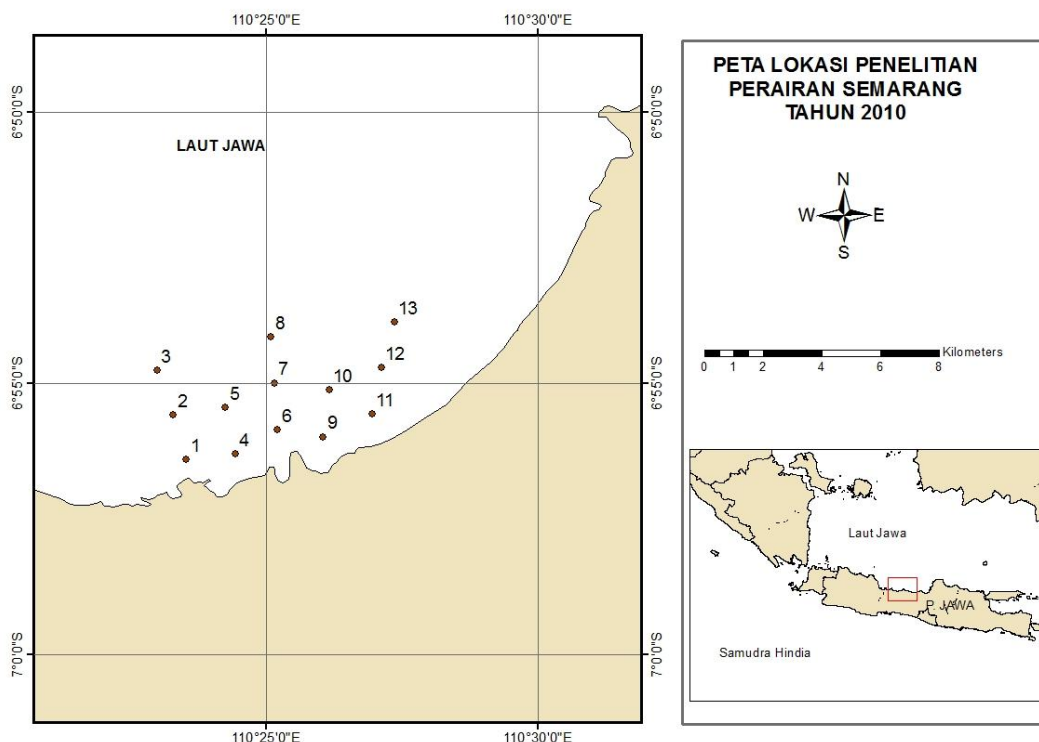 110°25'0"E
110°30'0"E
6°50'0"S
6°50'0"S
LAUT JAWA
13
8
3
12
7
10
6°55'0"S
6°55'0"S
2
5
11
6
9
4
1
7°0'0"S
7°0'0"S
110°25'0"E
110°30'0"E
PETA LOKASI PENELITIAN
PERAIRAN SEMARANG
TAHUN 2010
N
W
E
S
Kilometers
0 1 2 4 6 8
Laut Jawa
P. JAWA
Samudra Hindia